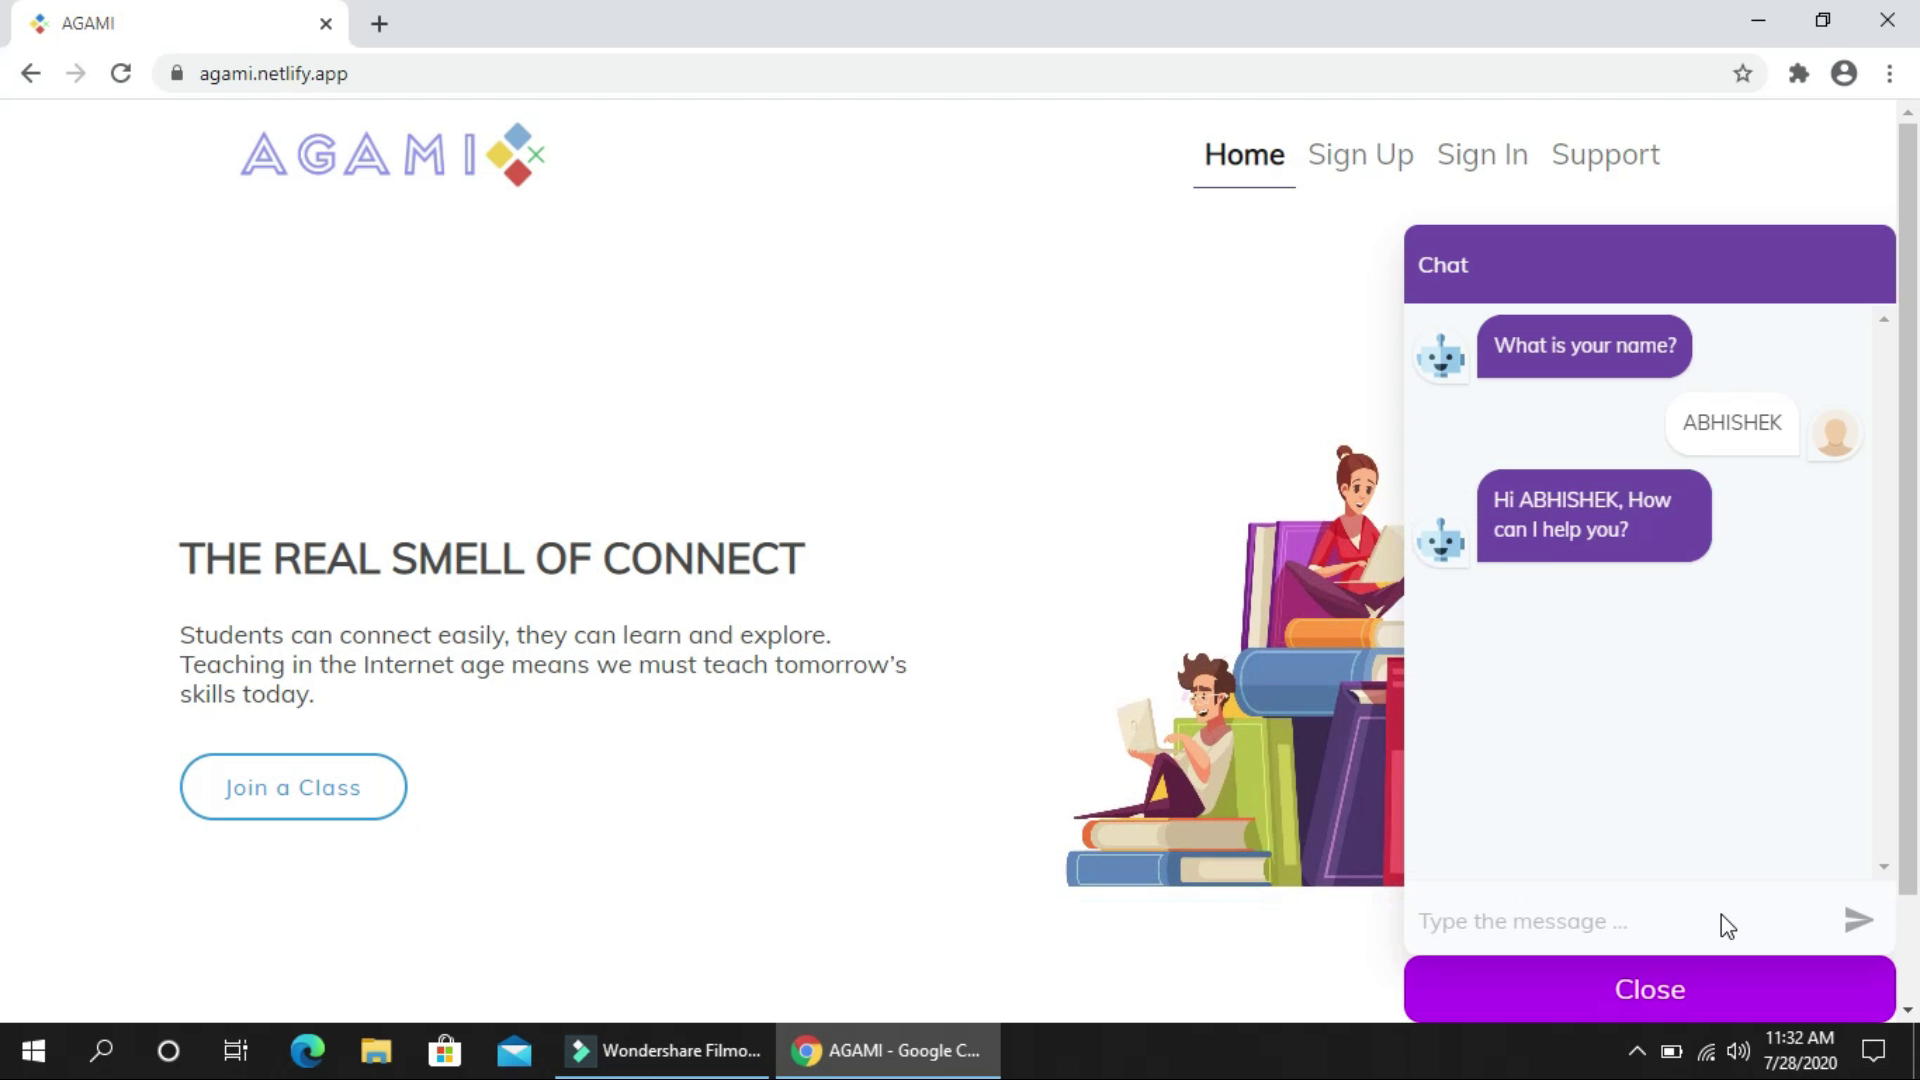 AGAMI
agami.netlify.app
AGAMI
Home Sign Up Sign In Support
Chat
What is your name?
ABHISHEK
Hi ABHISHEK, How
can I help you?
THE REAL SMELL OF CONNECT
Students can connect easily, they can learn and explore.
Teaching in the Internet age means we must teach tomorrow's
skills today.
Join a Class
Type the message ...
Close
Wondershare Filmo...
AGAMI - Google C...
11:32 AM
7/28/2020